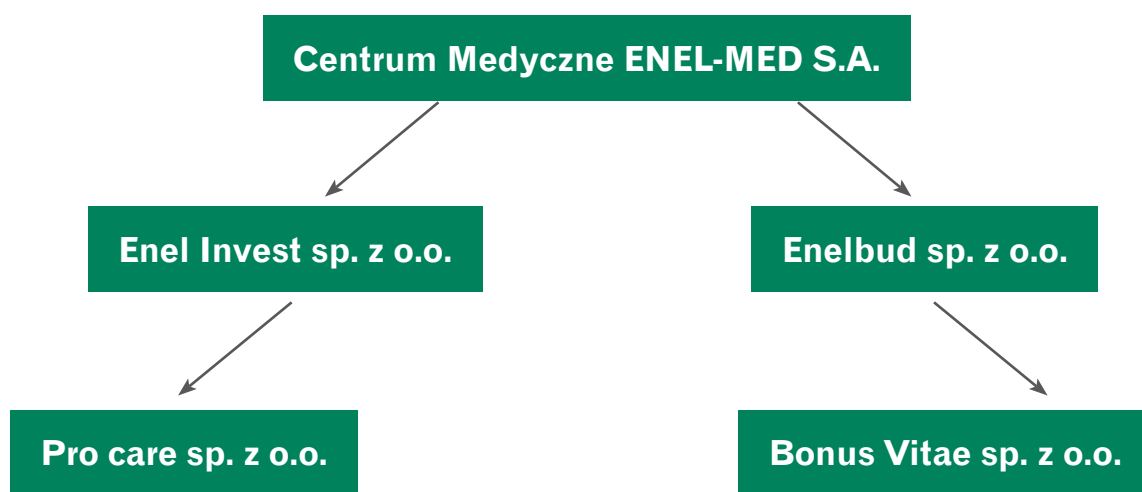 Centrum Medyczne ENEL-MED S.A.
Enel Invest sp. z o.o.
Enelbud sp. z o.o.
Pro care sp. z o.o.
Bonus Vitae sp. z o.o.